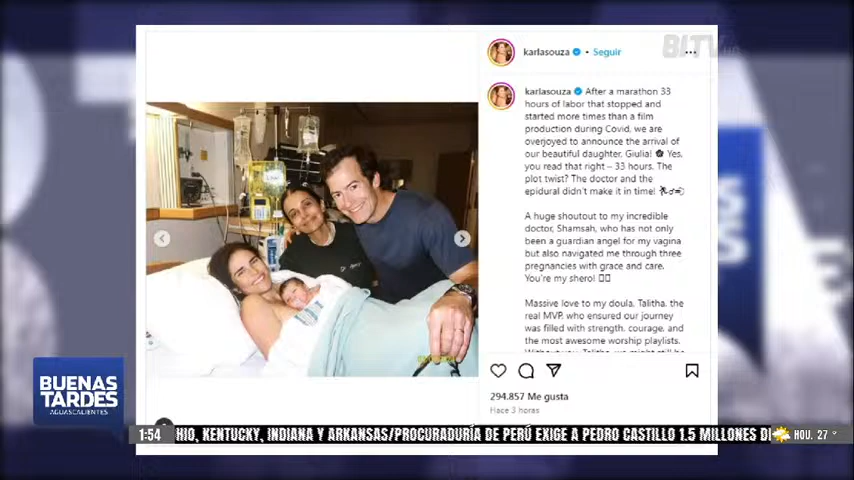 karlasouza • Seguir
BITV
karlasouza After a marathon 33
hours of labor that stopped and
started more times than a film
production during Covid, we are
overjoyed to announce the arrival of
our beautiful daughter, Giulia! Yes,
you read that right – 33 hours. The
plot twist? The doctor and the
epidural didn't make it in time!
A huge shoutout to my incredible
doctor, Shamsah, who has not only
been a guardian angel for my vagina
but also navigated me through three
pregnancies with grace and care.
You're my shero!
Massive love to my doula, Talitha, the
real MVP, who ensured our journey
was filled with strength, courage, and
the most awesome worship playlists.
294.857 Me gusta
Hace 3 horas
BUENAS
TARDES
AGUASCALIENTES
1:54 HIO, KENTUCKY, INDIANA Y ARKANSAS/PROCURADURÍA DE PERÚ EXIGE A PEDRO CASTILLO 1.5 MILLONES HOU. 27 °